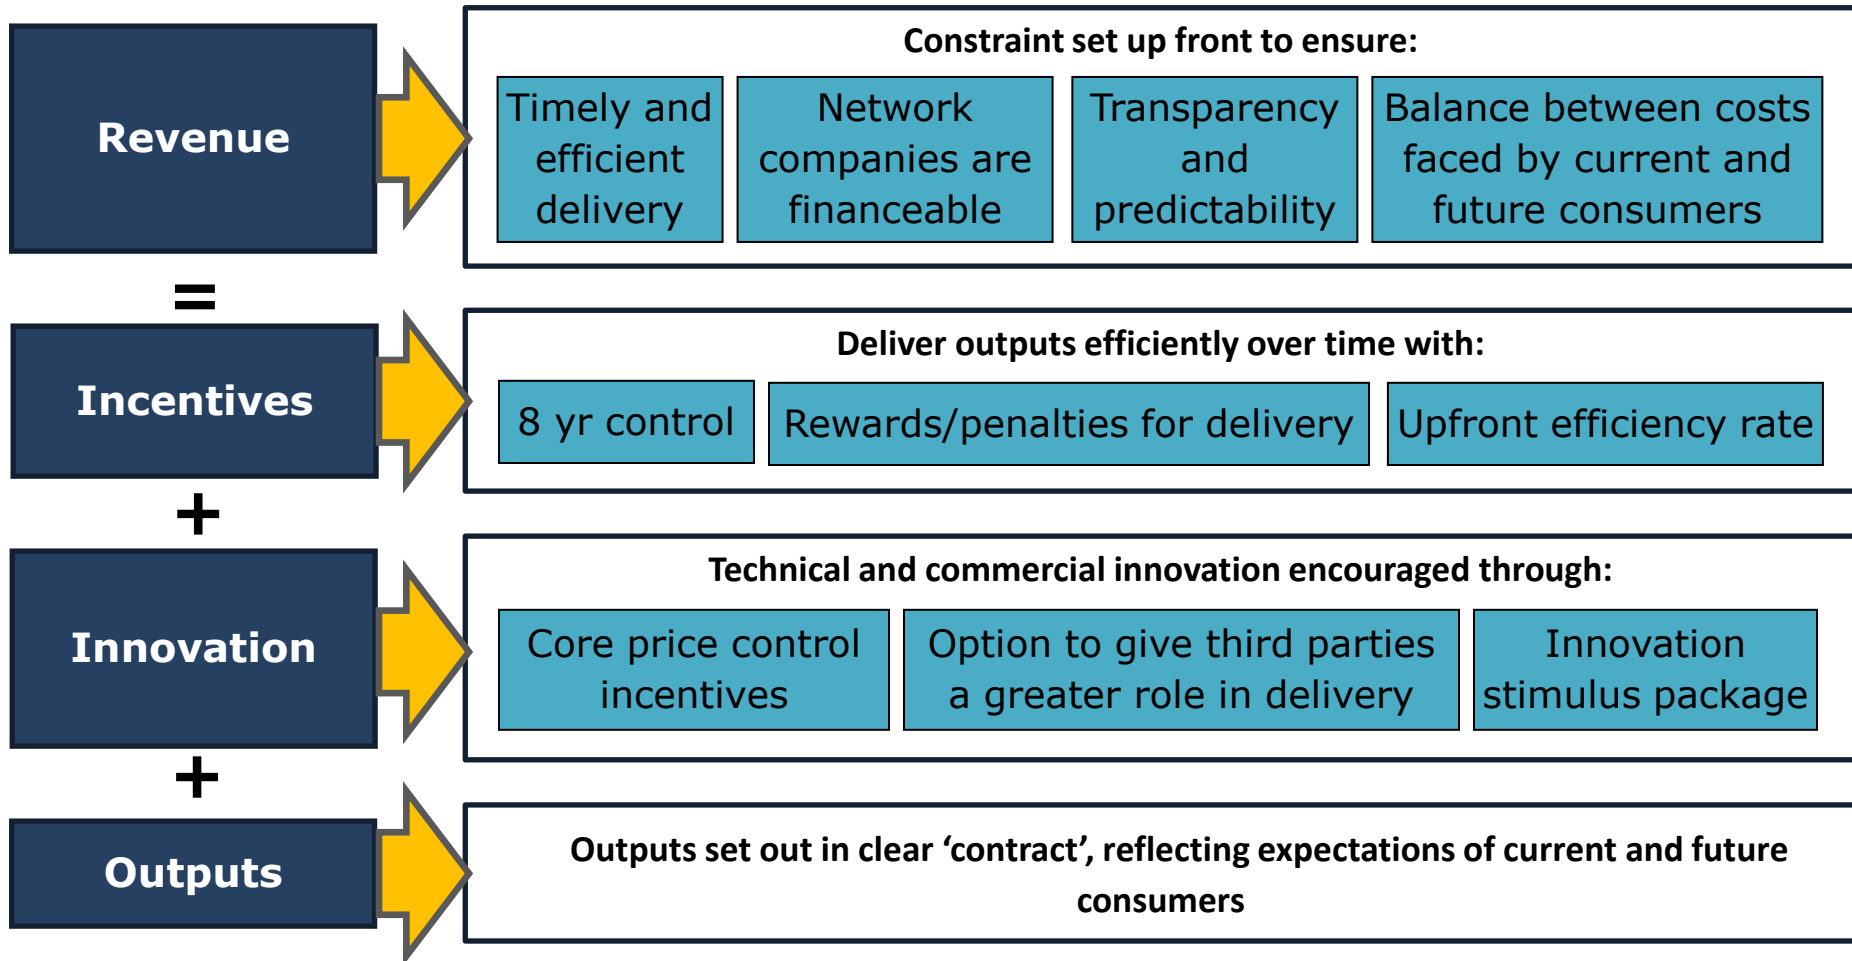 Revenue
Constraint set up front to ensure:
Timely and
efficient
delivery
Network
companies are
financeable
Transparency
and
predictability
Balance between costs
faced by current and
future consumers
=
Incentives
Deliver outputs efficiently over time with:
8 yr control
Rewards/penalties for delivery
Upfront efficiency rate
+
Innovation
Technical and commercial innovation encouraged through:
Core price control
incentives
Option to give third parties
a greater role in delivery
Innovation
stimulus package
+
Outputs
Outputs set out in clear ‘contract’, reflecting expectations of current and future
consumers